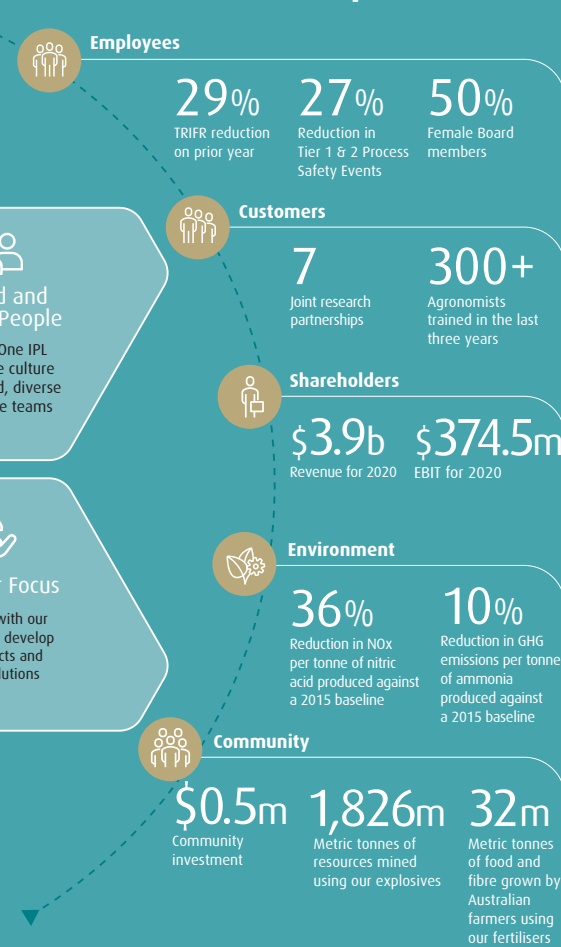 Employees
29%
TRIFR reduction
on prior year
27%
Reduction in
Tier 1 & 2 Process
Safety Events
50%
Female Board
members
Customers
7
Joint research
partnerships
300+
Agronomists
trained in the last
three years
d and
People
One IPL
e culture
d, diverse
e teams
Shareholders
$3.9b
Revenue for 2020
$374.5m
EBIT for 2020
Environment
36%
Reduction in NOx
per tonne of nitric
acid produced against
a 2015 baseline
10%
Reduction in GHG
emissions per tonne
of ammonia
produced against
a 2015 baseline
Focus
with our
develop
cts and
lutions
Community
$0.5m
Community
investment
1,826m
Metric tonnes of
resources mined
using our explosives
32m
Metric tonnes
of food and
fibre grown by
Australian
farmers using
our fertilisers